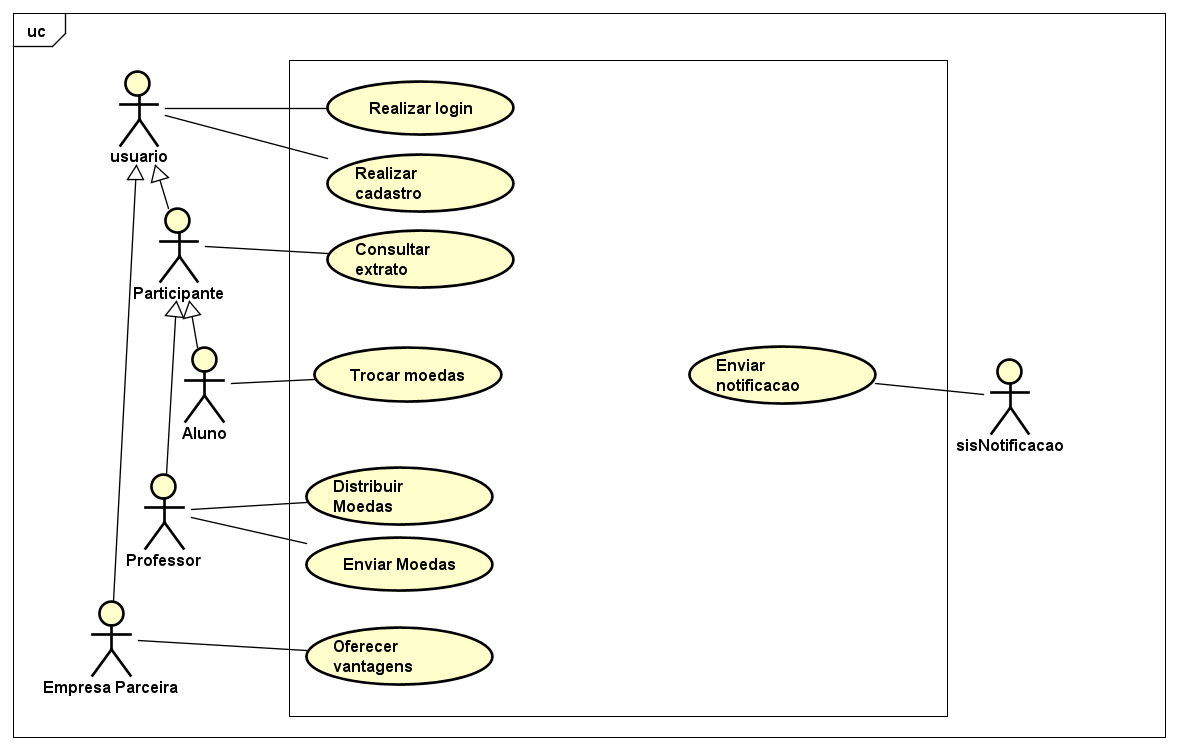 uc
Realizar login
usuario
Realizar
cadastro
Consultar
extrato
Participante
Trocar moedas
Enviar
notificacao
Aluno
sisNotificacao
Distribuir
Moedas
Professor
Enviar Moedas
Oferecer
vantagens
Empresa Parceira